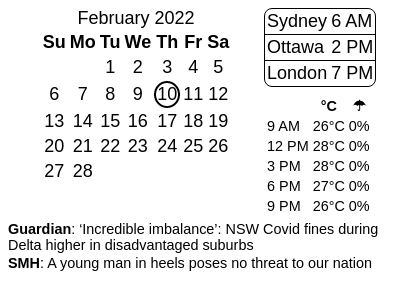 February 2022
Su Mo Tu We Th Fr Sa
1 2 3 4 5
6 7 8 9 10 11 12
13 14 15 16 17 18 19
20 21 22 23 24 25 26
27 28
Sydney 6 AM
Ottawa 2 PM
London 7 PM
°C ☂
9 AM 26°C 0%
12 PM 28°C 0%
3 PM 28°C 0%
6 PM 27°C 0%
9 PM 26°C 0%
Guardian: ‘Incredible imbalance’: NSW Covid fines during
Delta higher in disadvantaged suburbs
SMH: A young man in heels poses no threat to our nation